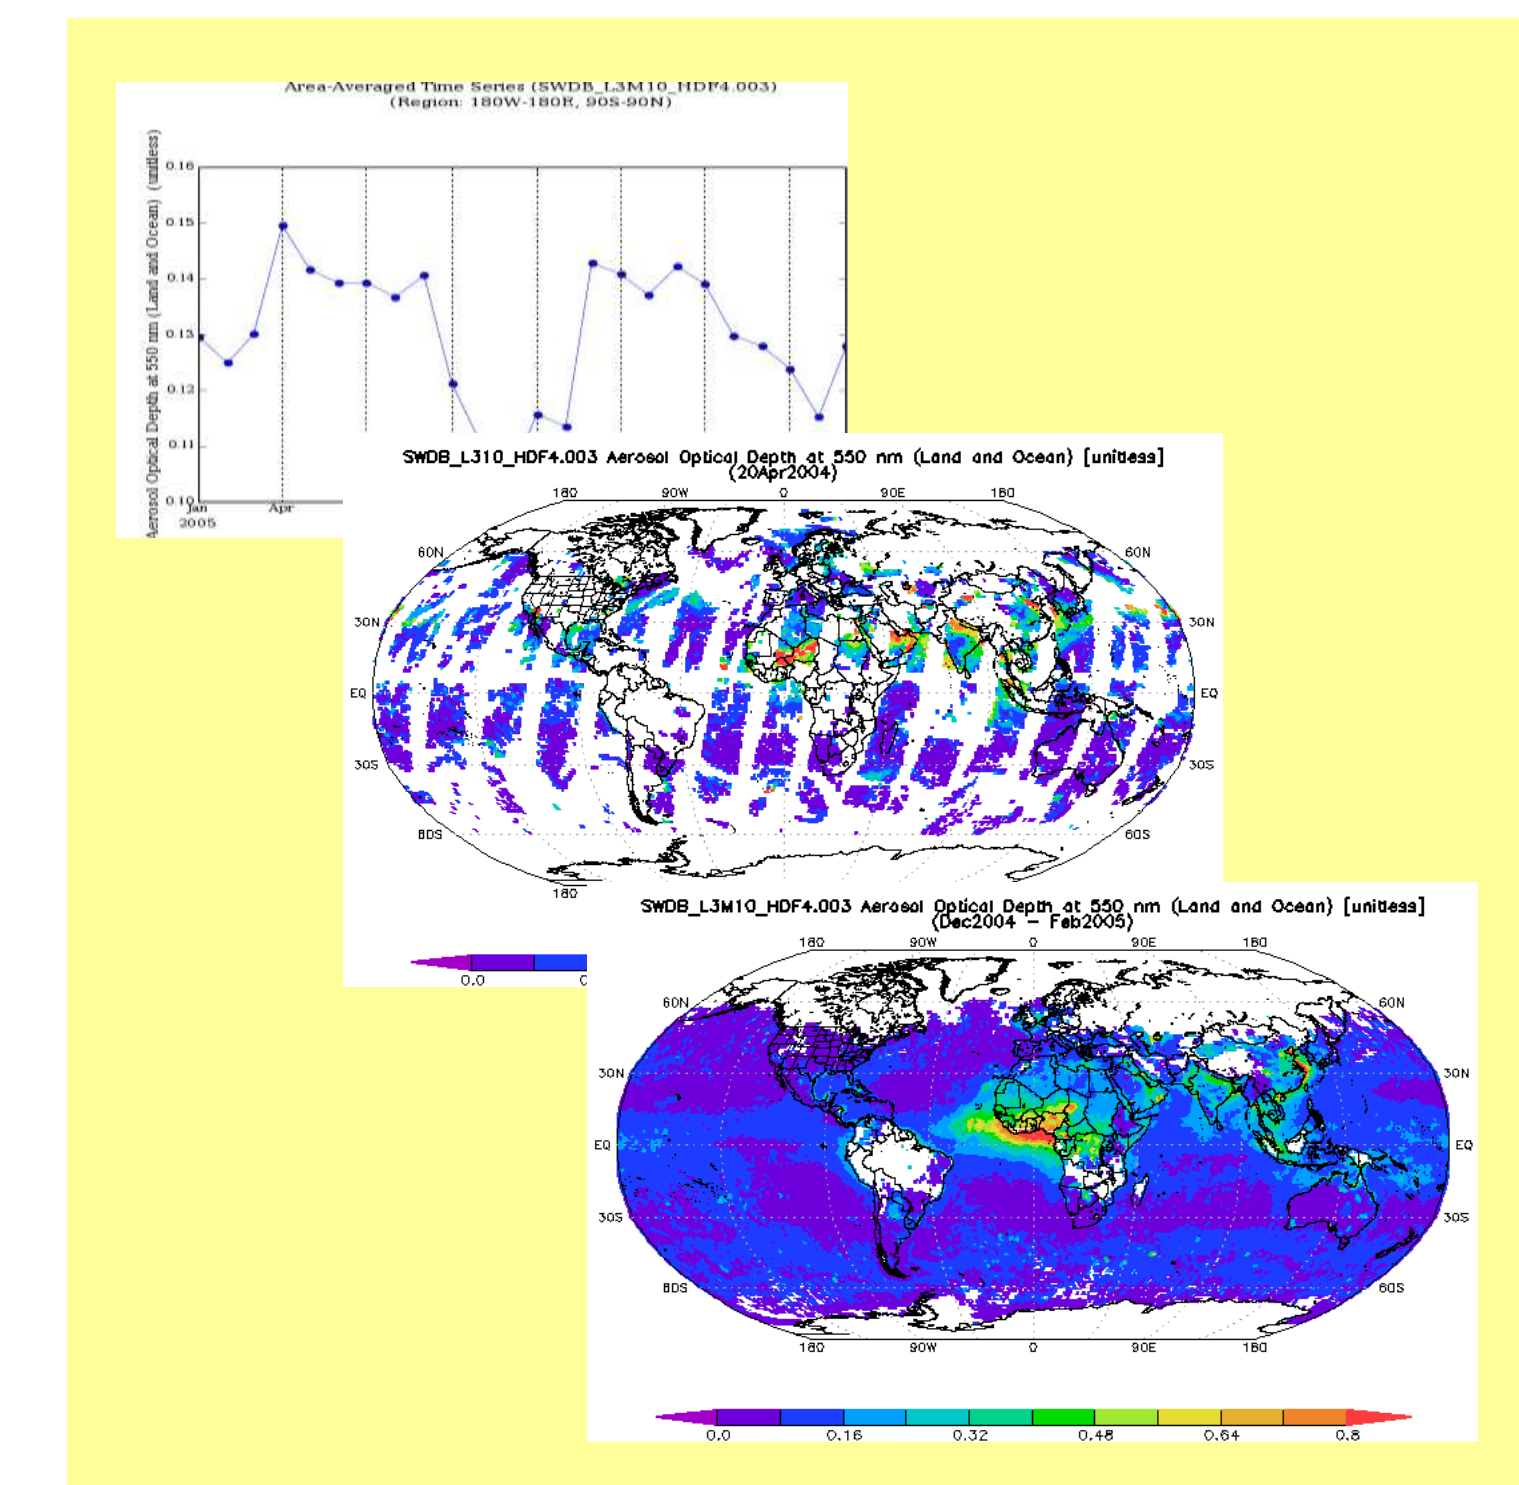 Area-Averaged Time Series (SWDB_L3M10_HDF4.003)
(Region: 180W-180E, 90S-90N)
Aerosol Optical Depth at 550 nm (Land and Ocean) (unitless)
0.16
0.15
0.14
0.13
0.12
0.11
0.10
Jan
2005
Apr
SWDB_L310_HDF4.003 Aerosol Optical Depth at 550 nm (Land and Ocean) [unitless]
(20Apr2004)
180 90W 0 90E 180
60N 60N
30N 30N
EQ EQ
30S 30S
60S 60S
180
0.0
SWDB_L3M10_HDF4.003 Aerosol Optical Depth at 550 nm (Land and Ocean) [unitless]
(Dec2004 – Feb2005)
180 90W 0 90E 180
60N 60N
30N 30N
EQ EQ
30S 30S
60S 60S
180 90W 0 90E 180
0.0 0.16 0.32 0.48 0.64 0.8